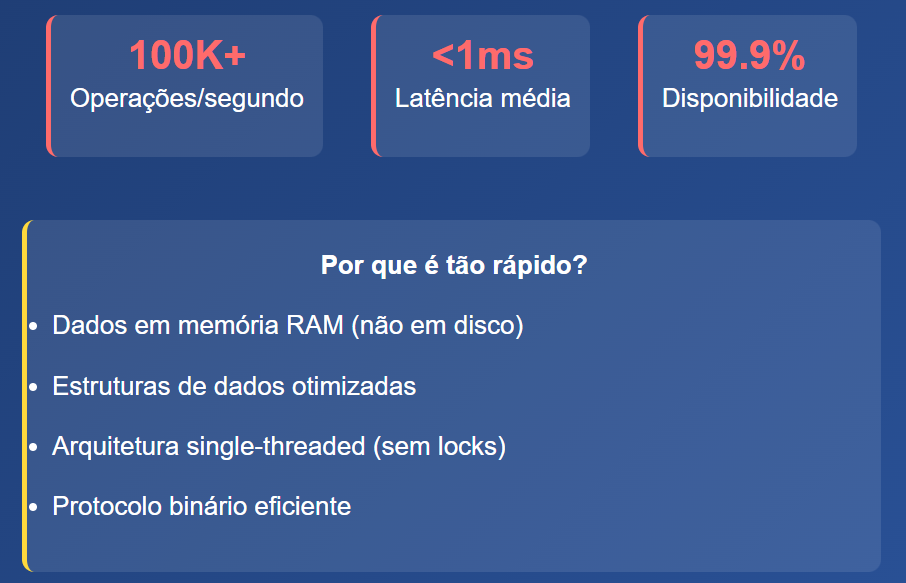 100K+
Operações/segundo
<1ms
Latência média
99.9%
Disponibilidade
Por que é tão rápido?
• Dados em memória RAM (não em disco)
• Estruturas de dados otimizadas
• Arquitetura single-threaded (sem locks)
• Protocolo binário eficiente